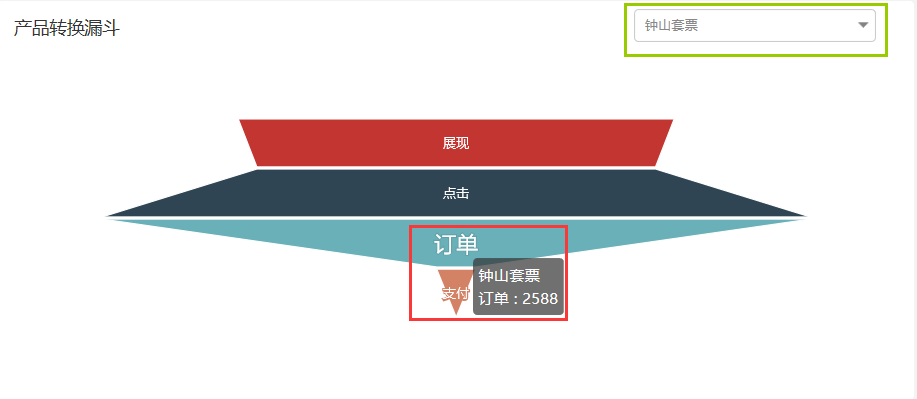 产品转换漏斗
钟山套票
展现
点击
订单
支付
钟山套票
订单 : 2588